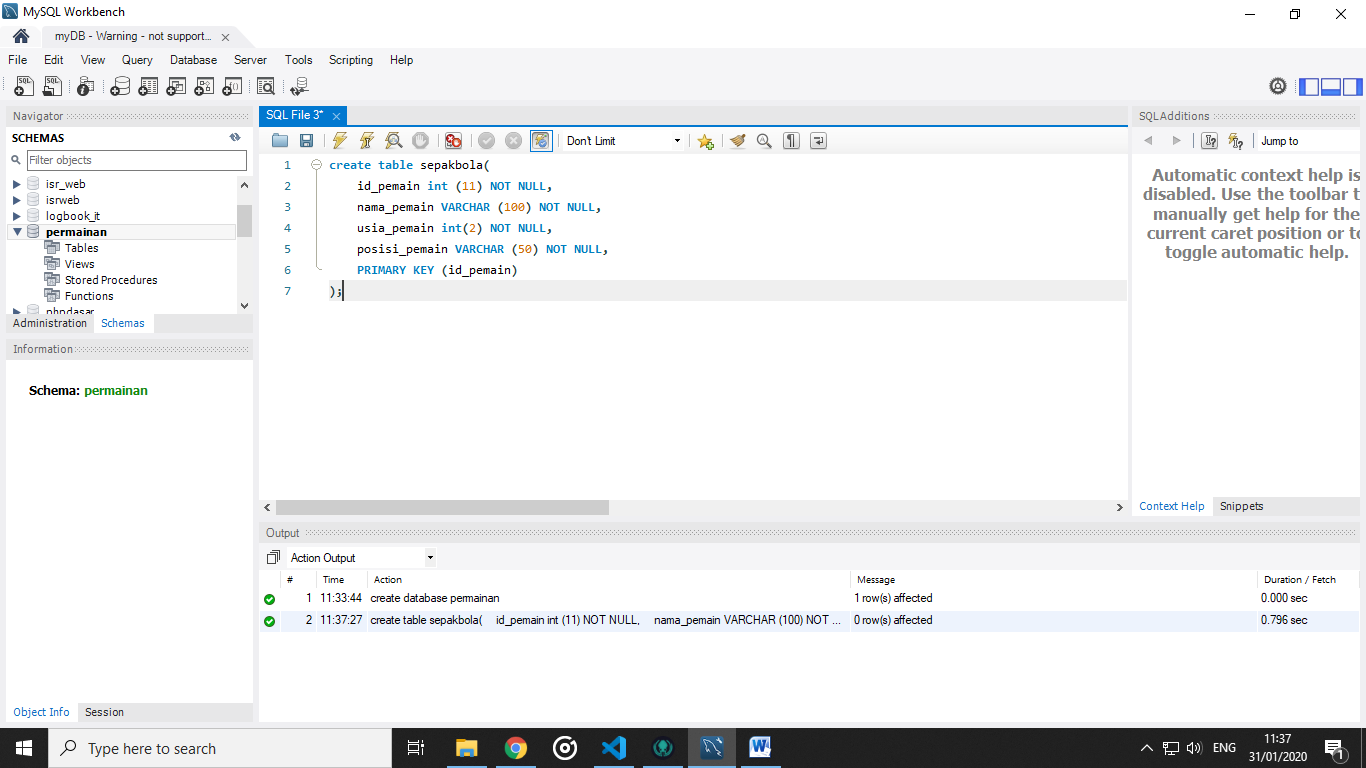 MySQL Workbench
myDB - Warning - not support...
File Edit View Query Database Server Tools Scripting Help
Navigator
SCHEMAS
Filter objects
isr_web
isrweb
logbook_it
permainan
Tables
Views
Stored Procedures
Functions
phpdasar
Administration Schemas
Information
Schema: permainan
Object Info Session
SQL File 3*
Don't Limit
1 create table sepakbola(
2 id_pemain int (11) NOT NULL,
3 nama_pemain VARCHAR (100) NOT NULL,
4 usia_pemain int(2) NOT NULL,
5 posisi_pemain VARCHAR (50) NOT NULL,
6 PRIMARY KEY (id_pemain)
7 );
SQLAdditions
Jump to
Automatic context help is
disabled. Use the toolbar t
manually get help for the
current caret position or to
toggle automatic help.
Context Help Snippets
Output
Action Output
# Time Action Message Duration / Fetch
1 11:33:44 create database permainan 1 row(s) affected 0.000 sec
2 11:37:27 create table sepakbola( id_pemain int (11) NOT NULL, nama_pemain VARCHAR (100) NOT ... 0 row(s) affected 0.796 sec
Type here to search
ENG
11:37
31/01/2020
1